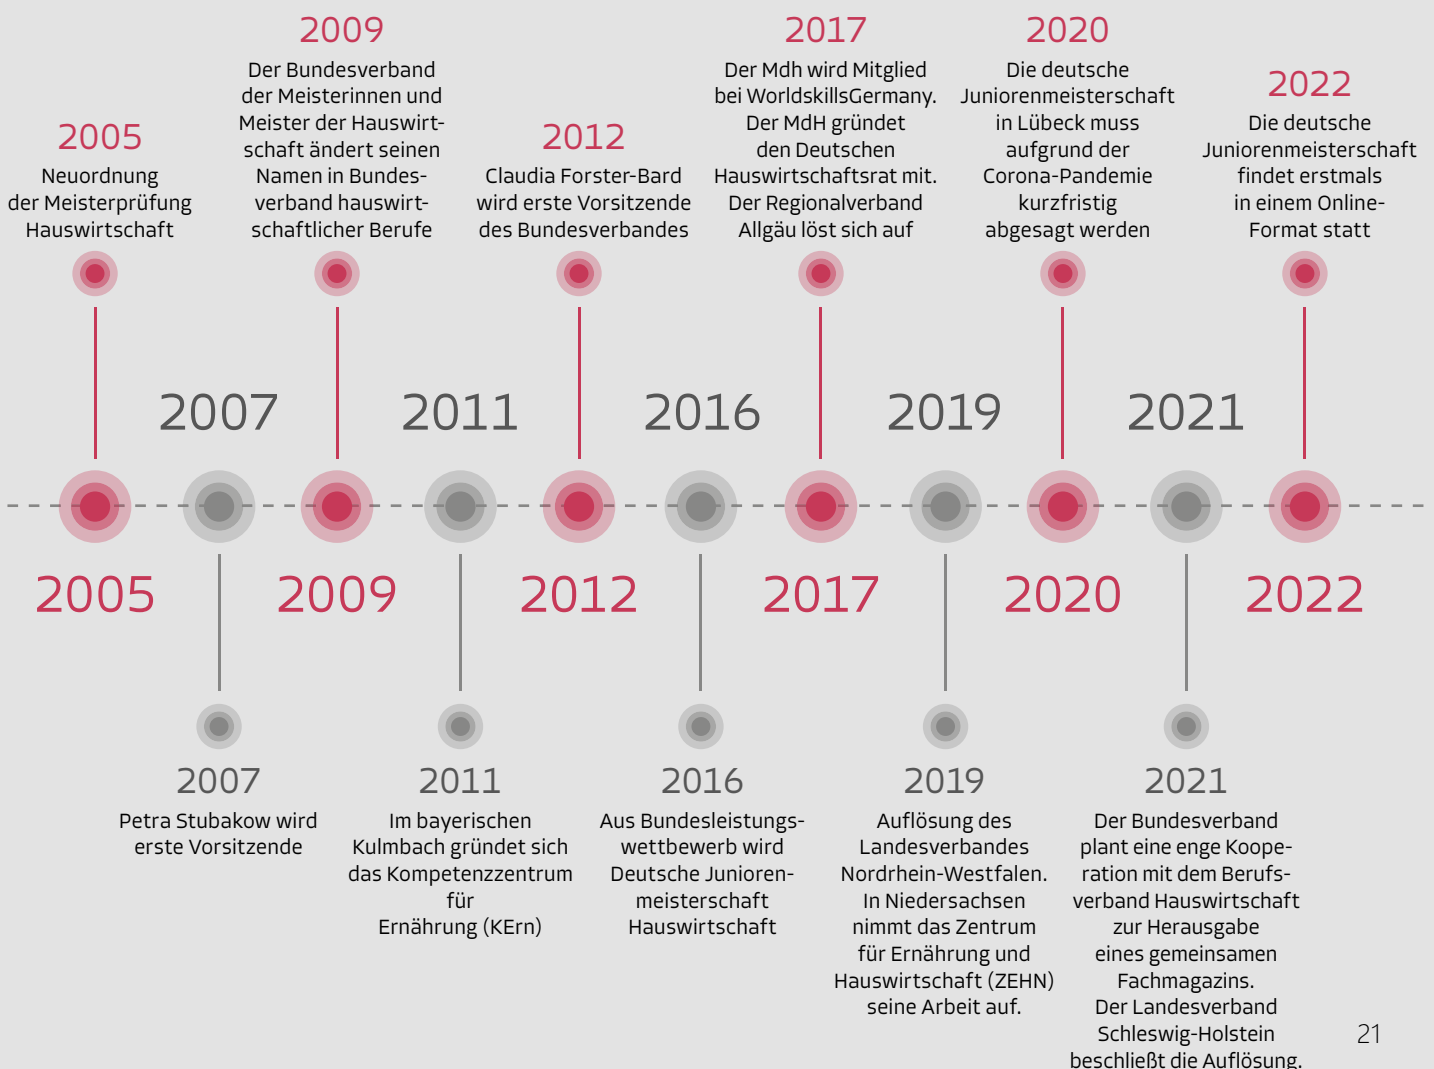 2005
Neuordnung
der Meisterprüfung
Hauswirtschaft
2009
Der Bundesverband
der Meisterinnen und
Meister der Hauswirt-
schaft ändert seinen
Namen in Bundes-
verband hauswirt-
schaftlicher Berufe
2012
Claudia Forster-Bard
wird erste Vorsitzende
des Bundesverbandes
2017
Der Mdh wird Mitglied
bei WorldskillsGermany.
Der MdH gründet
den Deutschen
Hauswirtschaftsrat mit.
Der Regionalverband
Allgäu löst sich auf
2020
Die deutsche
Juniorenmeisterschaft
in Lübeck muss
aufgrund der
Corona-Pandemie
kurzfristig
abgesagt werden
2022
Die deutsche
Juniorenmeisterschaft
findet erstmals
in einem Online-
Format statt
2007
2011
2016
2019
2021
2005
2009
2012
2017
2020
2022
2007
Petra Stubakow wird
erste Vorsitzende
2011
Im bayerischen
Kulmbach gründet sich
das Kompetenzzentrum
für
Ernährung (KErn)
2016
Aus Bundesleistungs-
wettbewerb wird
Deutsche Junioren-
meisterschaft
Hauswirtschaft
2019
Auflösung des
Landesverbandes
Nordrhein-Westfalen.
In Niedersachsen
nimmt das Zentrum
für Ernährung und
Hauswirtschaft (ZEHN)
seine Arbeit auf.
2021
Der Bundesverband
plant eine enge Koope-
ration mit dem Berufs-
verband Hauswirtschaft
zur Herausgabe
eines gemeinsamen
Fachmagazins.
Der Landesverband
Schleswig-Holstein
beschließt die Auflösung.
21